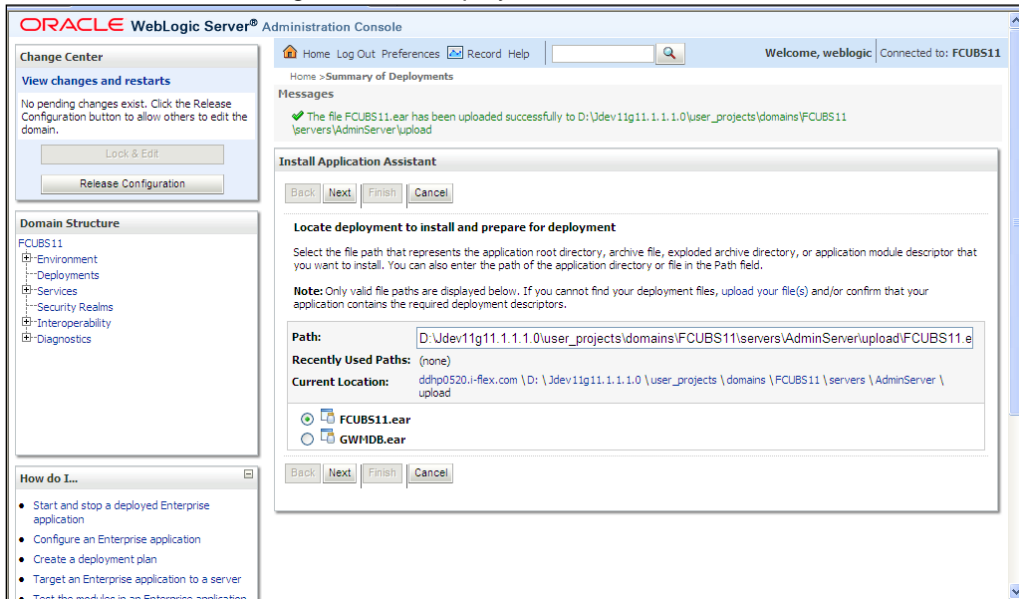 ORACLE WebLogic Server® Administration Console
Change Center
View changes and restarts
No pending changes exist. Click the Release
Configuration button to allow others to edit the
domain.
Lock & Edit
Release Configuration
Domain Structure
FCUBS11
Environment
Deployments
Services
Security Realms
Interoperability
Diagnostics
How do I...
Start and stop a deployed Enterprise
application
Configure an Enterprise application
Create a deployment plan
Target an Enterprise application to a server
Test the modules in an Enterprise application
Home Log Out Preferences Record Help
Welcome, weblogic Connected to: FCUBS11
Home >Summary of Deployments
Messages
The file FCUBS11.ear has been uploaded successfully to D:\Jdev11g11.1.1.1.0\user_projects\domains\FCUBS11
\servers\AdminServer\upload
Install Application Assistant
Back Next Finish Cancel
Locate deployment to install and prepare for deployment
Select the file path that represents the application root directory, archive file, exploded archive directory, or application module descriptor that
you want to install. You can also enter the path of the application directory or file in the Path field.
Note: Only valid file paths are displayed below. If you cannot find your deployment files, upload your file(s) and/or confirm that your
application contains the required deployment descriptors.
Path: D:\Jdev11g11.1.1.1.0\user_projects\domains\FCUBS11\servers\AdminServer\upload\FCUBS11.e
Recently Used Paths: (none)
Current Location: ddhp0520.i-flex.com \ D: \ Jdev11g11.1.1.1.0 \ user_projects \ domains \ FCUBS11 \ servers \ AdminServer \
upload
FCUBS11.ear
GWMDB.ear
Back Next Finish Cancel